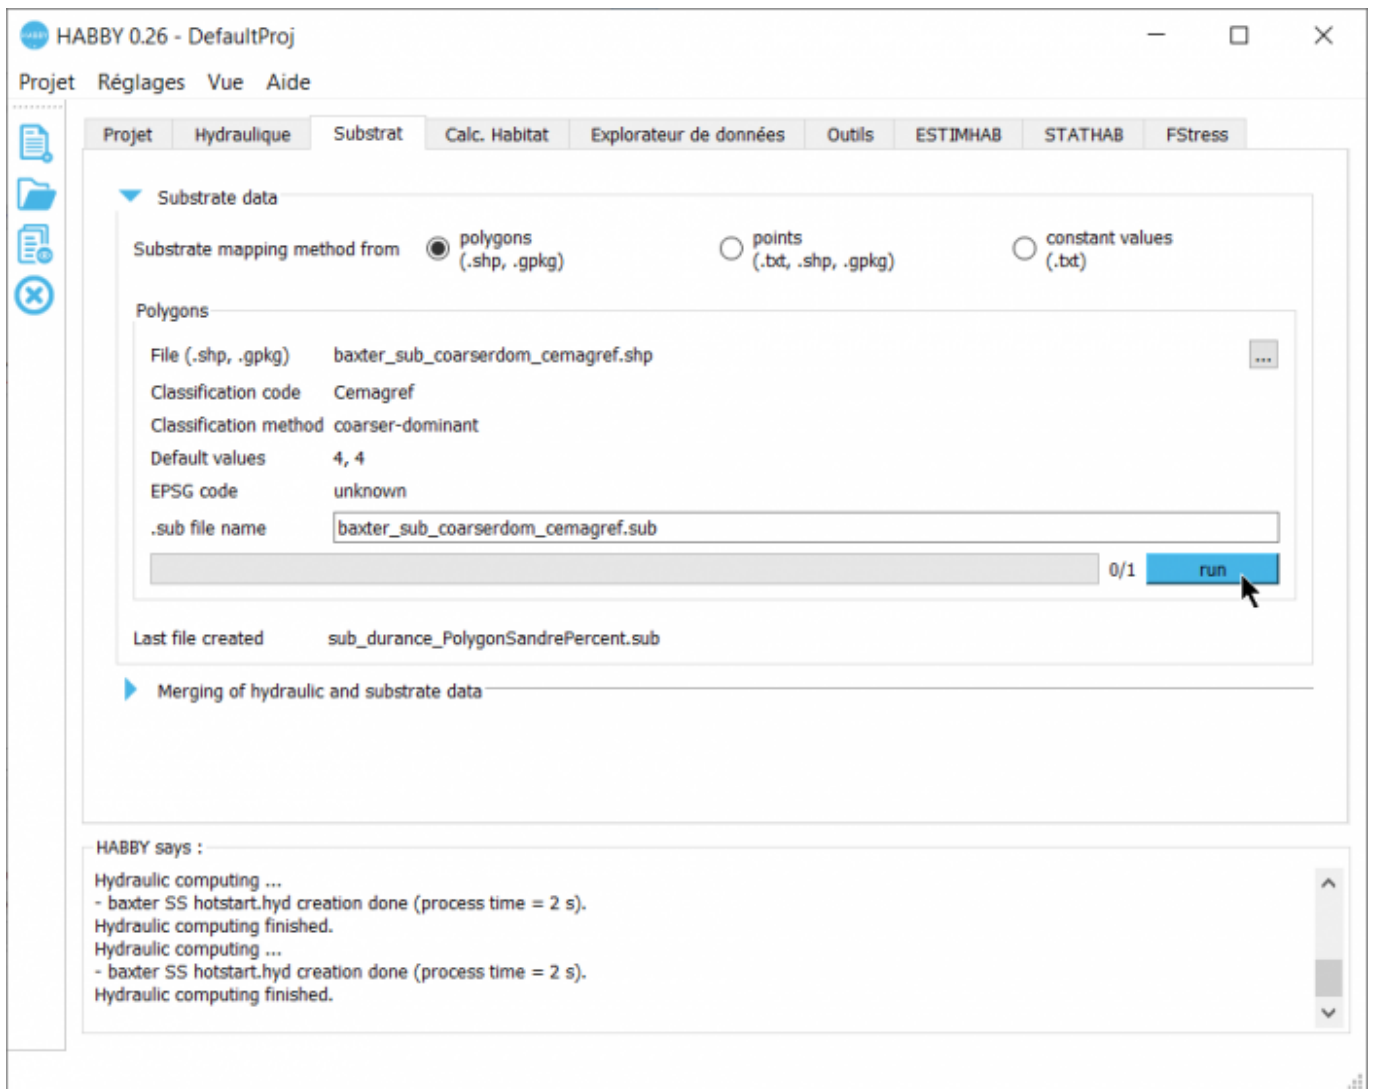 HABBY 0.26 - DefaultProj
Projet Réglages Vue Aide
Projet Hydraulique Substrat Calc. Habitat Explorateur de données Outils ESTIMHAB STATHAB FStress
Substrate data
Substrate mapping method from polygons (.shp, .gpkg) points (.txt, .shp, .gpkg) constant values (.txt)
Polygons
File (.shp, .gpkg) baxter_sub_coarserdom_cemagref.shp ...
Classification code Cemagref
Classification method coarser-dominant
Default values 4, 4
EPSG code unknown
.sub file name baxter_sub_coarserdom_cemagref.sub
0/1 run
Last file created sub_durance_PolygonSandrePercent.sub
Merging of hydraulic and substrate data
HABBY says :
Hydraulic computing ...
- baxter SS hotstart.hyd creation done (process time = 2 s).
Hydraulic computing finished.
Hydraulic computing ...
- baxter SS hotstart.hyd creation done (process time = 2 s).
Hydraulic computing finished.